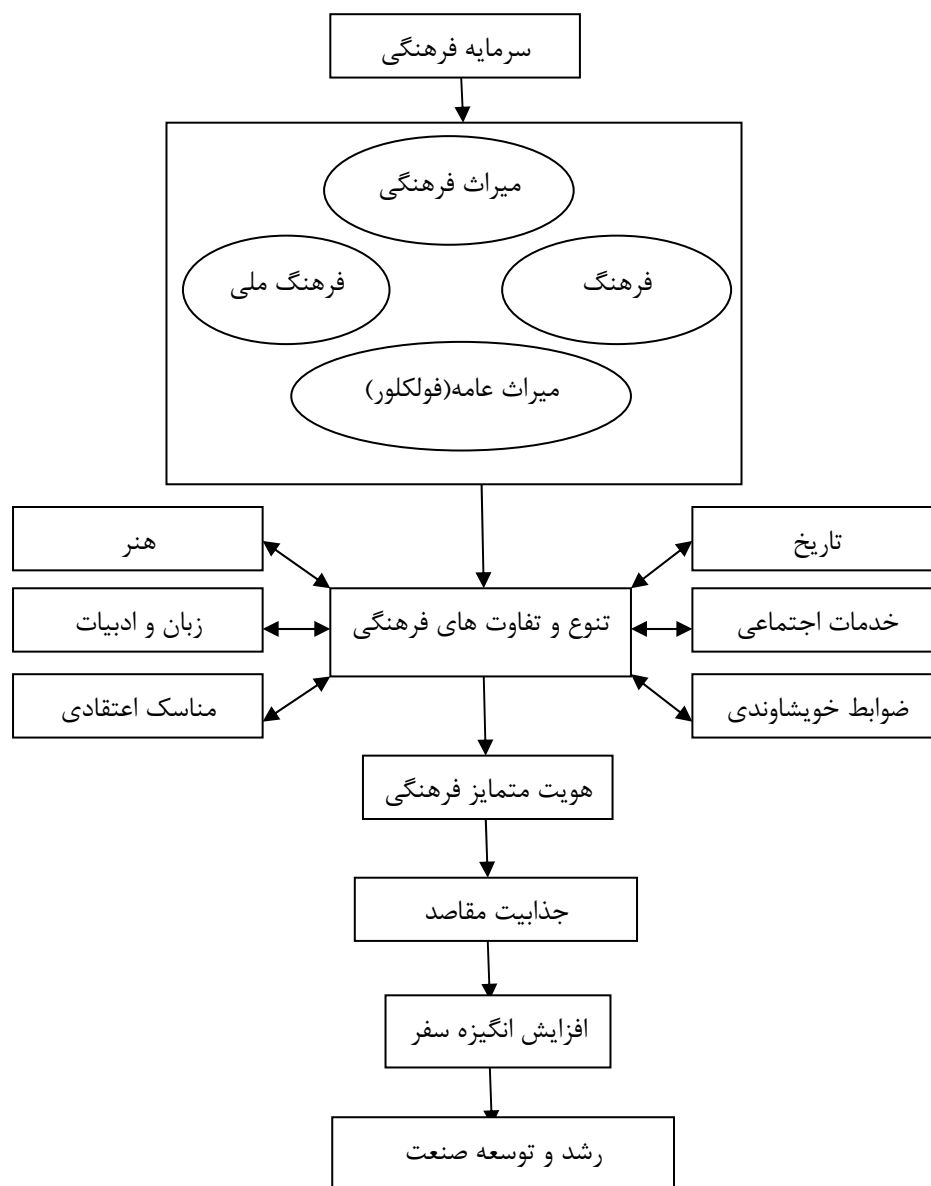 سرمایه فرهنگی
میراث فرهنگی
فرهنگ
فرهنگ ملی
میراث عامه(فولکلور)
تاریخ
هنر
خدمات اجتماعی
تنوع و تفاوت های فرهنگی
زبان و ادبیات
ضوابط خویشاوندی
مناسک اعتقادی
هویت متمایز فرهنگی
جذابیت مقاصد
افزایش انگیزه سفر
رشد و توسعه صنعت